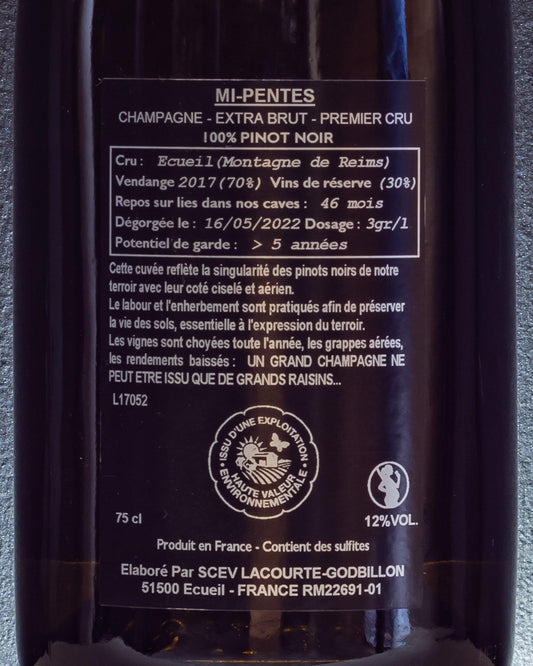 MI-PENTES
CHAMPAGNE - EXTRA BRUT - PREMIER CRU
100% PINOT NOIR
Cru : Ecueil (Montagne de Reims)
Vendange 2017 (70%) Vins de réserve (30%)
Repos sur lies dans nos caves : 46 mois
Dégorgée le : 16/05/2022 Dosage : 3gr/l
Potentiel de garde : > 5 années
Cette cuvée reflète la singularité des pinots noirs de notre
terroir avec leur coté ciselé et aérien.
Le labour et l'enherbement sont pratiqués afin de préserver
la vie des sols, essentielle à l'expression du terroir.
Les vignes sont choyées toute l'année, les grappes aérées,
les rendements baissés : UN GRAND CHAMPAGNE NE
PEUT ETRE ISSU QUE DE GRANDS RAISINS...
L17052
• ISSU D'UNE EXPLOITATION •
HAUTE VALEUR
ENVIRONNEMENTALE
75 cl
12%VOL.
Produit en France - Contient des sulfites
Elaboré Par SCEV LACOURTE-GODBILLON
51500 Ecueil - FRANCE RM22691-01